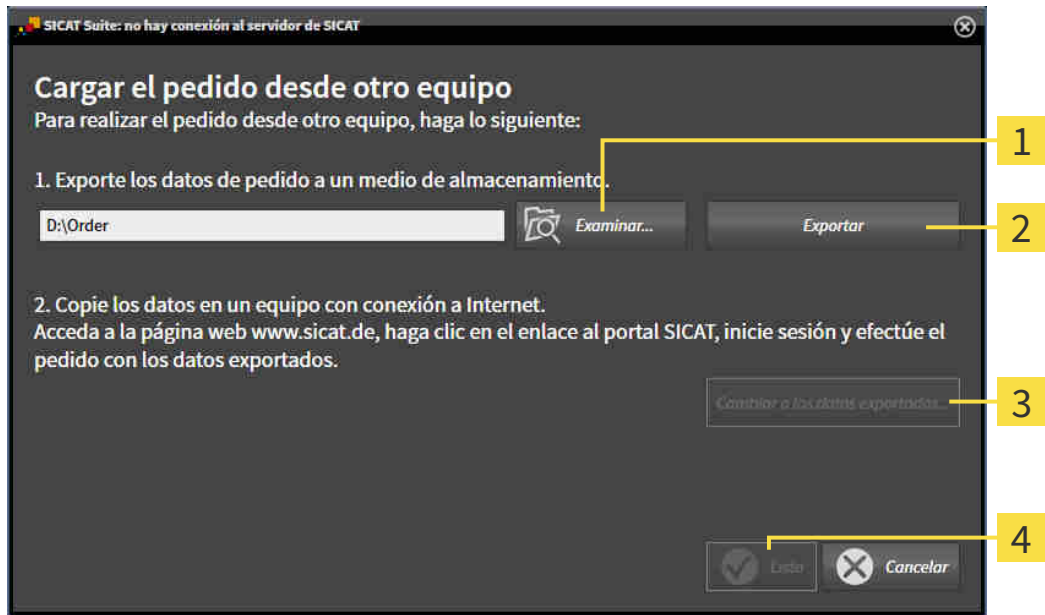 SICAT Suite: no hay conexión al servidor de SICAT
Cargar el pedido desde otro equipo
Para realizar el pedido desde otro equipo, haga lo siguiente:
1
1. Exporte los datos de pedido a un medio de almacenamiento.
D:\Order
Examinar...
Exportar
2
2. Copie los datos en un equipo con conexión a Internet.
Acceda a la página web www.sicat.de, haga clic en el enlace al portal SICAT, inicie sesión y efectúe el
pedido con los datos exportados.
Cambiar a los datos exportados...
3
4
Listo
Cancelar